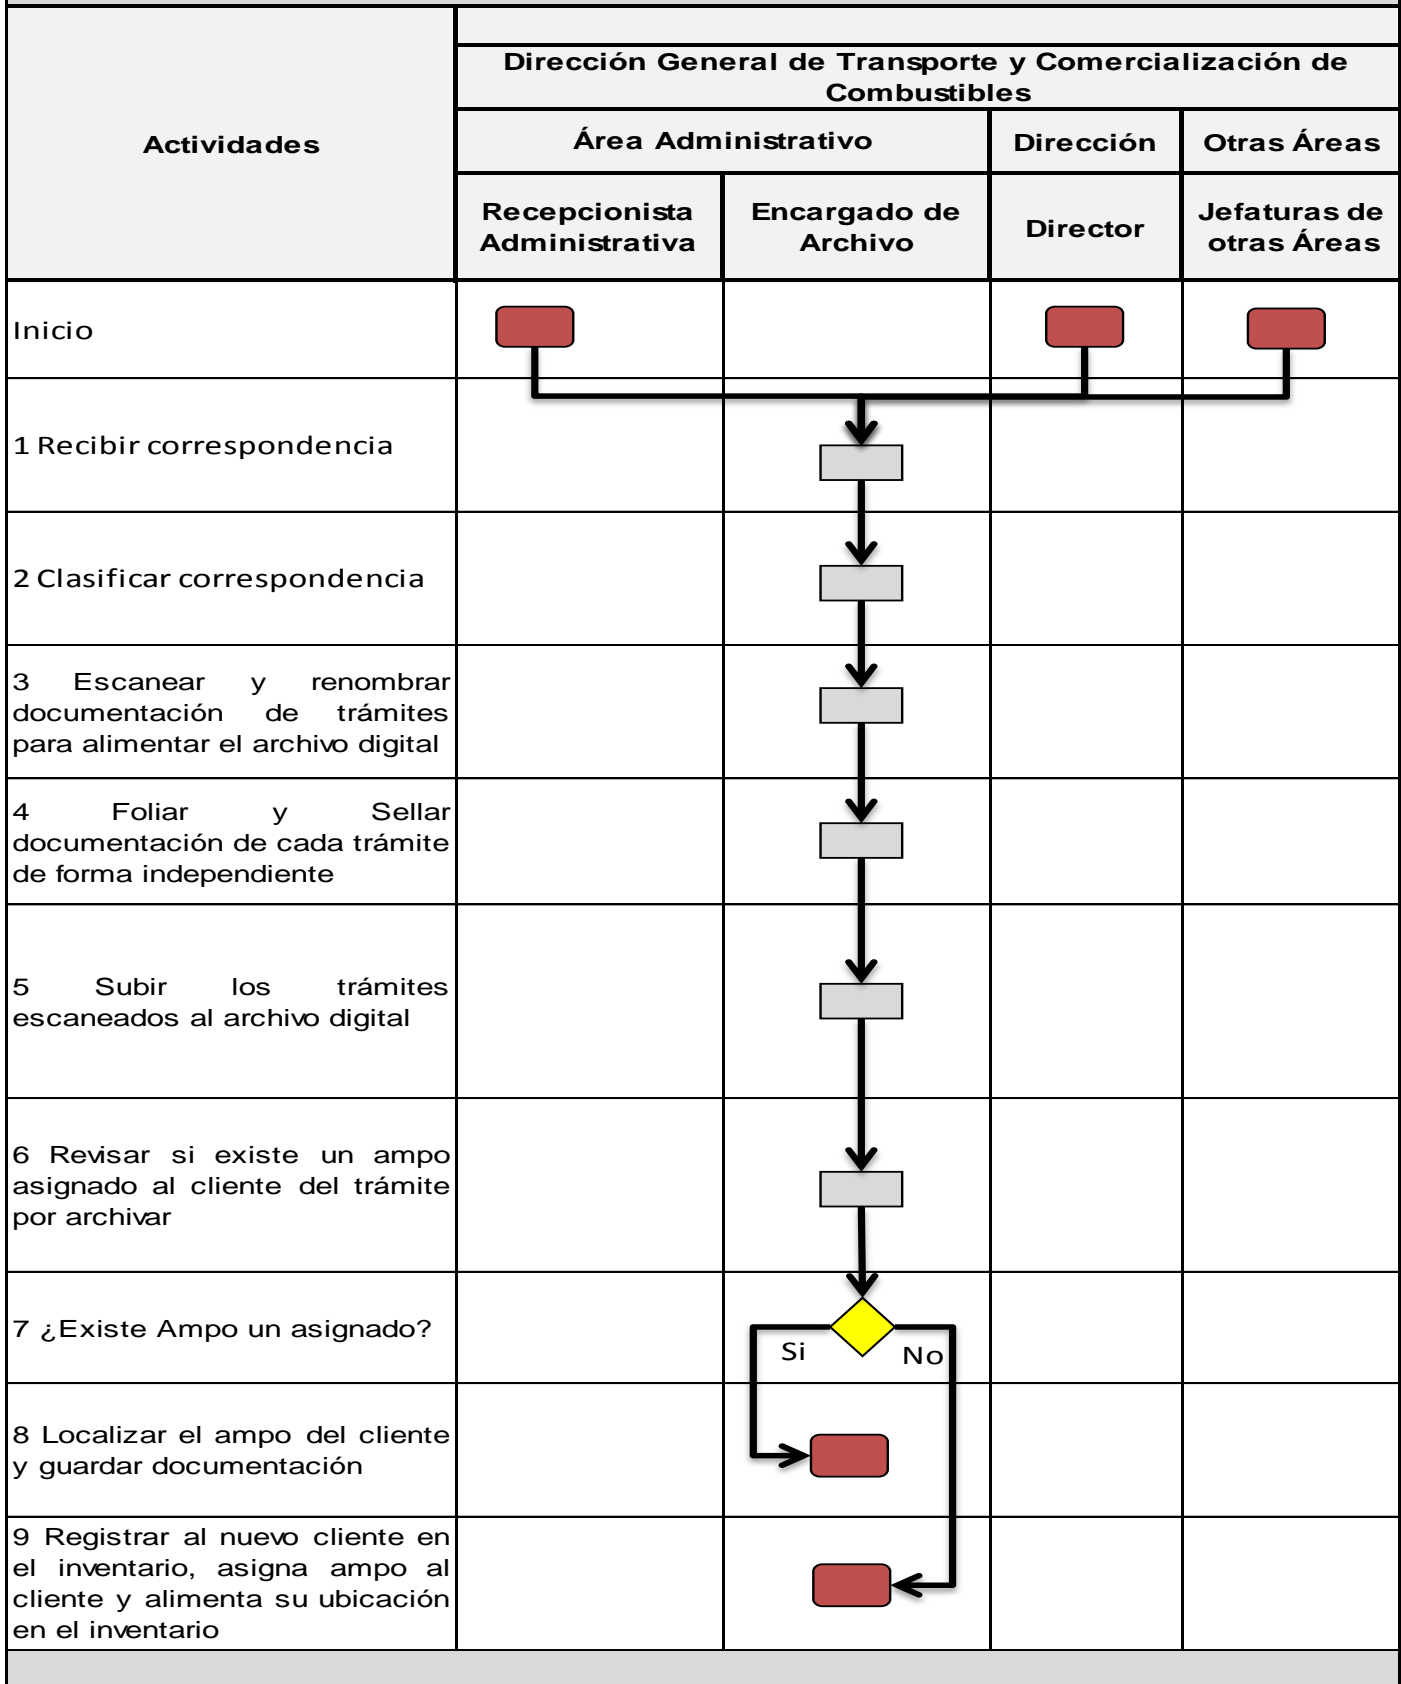 Dirección General de Transporte y Comercialización de
Combustibles
Actividades
Área Administrativo
Dirección
Otras Áreas
Recepcionista
Administrativa
Encargado de
Archivo
Director
Jefaturas de
otras Áreas
Inicio
1 Recibir correspondencia
2 Clasificar correspondencia
3 Escanear y renombrar
documentación de trámites
para alimentar el archivo digital
4 Foliar y Sellar
documentación de cada trámite
de forma independiente
5 Subir los trámites
escaneados al archivo digital
6 Revisar si existe un ampo
asignado al cliente del trámite
por archivar
7 ¿Existe Ampo un asignado?
Si
No
8 Localizar el ampo del cliente
y guardar documentación
9 Registrar al nuevo cliente en
el inventario, asigna ampo al
cliente y alimenta su ubicación
en el inventario